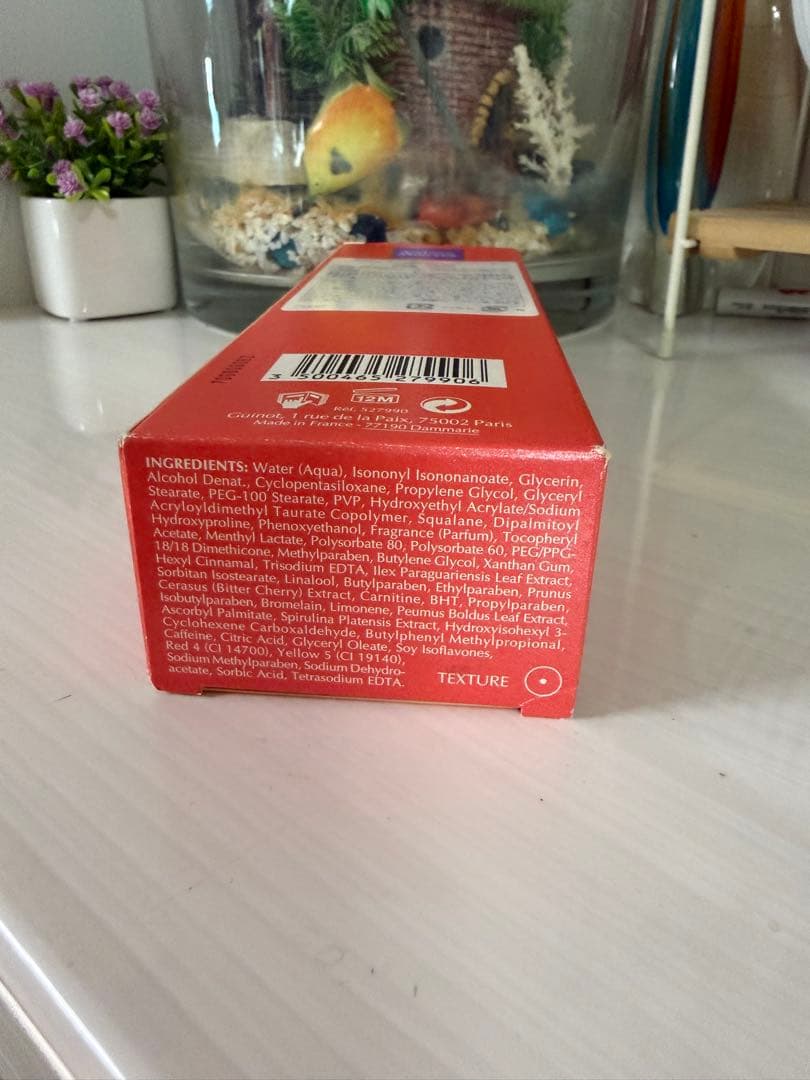 3 500465 279906
12M
Réf. 527990
Guinot, 1 rue de la Paix, 75002 Paris
Made in France - 77190 Dammarie
INGREDIENTS: Water (Aqua), Isononyl Isononanoate, Glycerin,
Alcohol Denat., Cyclopentasiloxane, Propylene Glycol, Glyceryl
Stearate, PEG-100 Stearate, PVP, Hydroxyethyl Acrylate/Sodium
Acryloyldimethyl Taurate Copolymer, Squalane, Dipalmitoyl
Hydroxyproline, Phenoxyethanol, Fragrance (Parfum), Tocopheryl
Acetate, Menthyl Lactate, Polysorbate 80, Polysorbate 60, PEG/PPG-
18/18 Dimethicone, Methylparaben, Butylene Glycol, Xanthan Gum,
Hexyl Cinnamal, Trisodium EDTA, Ilex Paraguariensis Leaf Extract,
Sorbitan Isostearate, Linalool, Butylparaben, Ethylparaben, Prunus
Cerasus (Bitter Cherry) Extract, Carnitine, BHT, Propylparaben,
Isobutylparaben, Bromelain, Limonene, Peumus Boldus Leaf Extract,
Ascorbyl Palmitate, Spirulina Platensis Extract, Hydroxyisohexyl 3-
Cyclohexene Carboxaldehyde, Butylphenyl Methylpropional,
Caffeine, Citric Acid, Glyceryl Oleate, Soy Isoflavones,
Red 4 (CI 14700), Yellow 5 (CI 19140),
Sodium Methylparaben, Sodium Dehydro-
acetate, Sorbic Acid, Tetrasodium EDTA.
TEXTURE